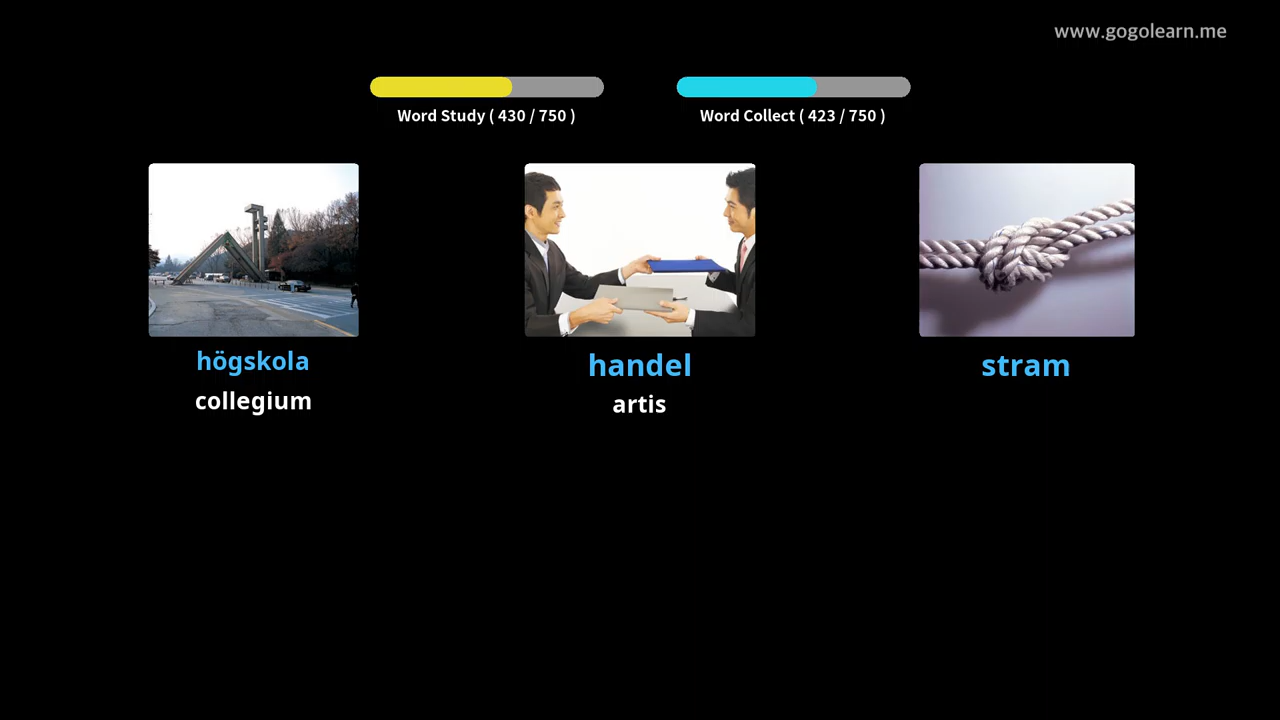 www.gogolearn.me
Word Study ( 430 / 750 )
Word Collect ( 423 / 750 )
högskola
collegium
handel
artis
stram